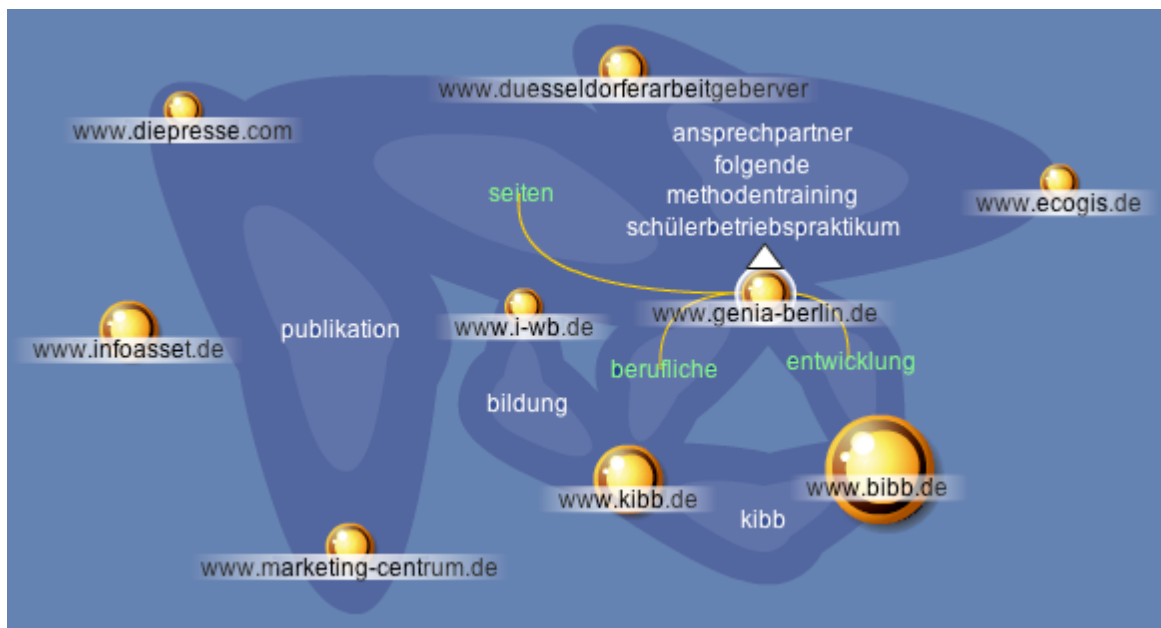 www.duesseldorferarbeitgeberver
www.diepresse.com
ansprechpartner
folgende
methodentraining
schülerbetriebspraktikum
seiten
www.ecogis.de
www.genia-berlin.de
publikation
www.i-wb.de
www.infoasset.de
berufliche
entwicklung
bildung
www.kibb.de
www.bibb.de
kibb
www.marketing-centrum.de